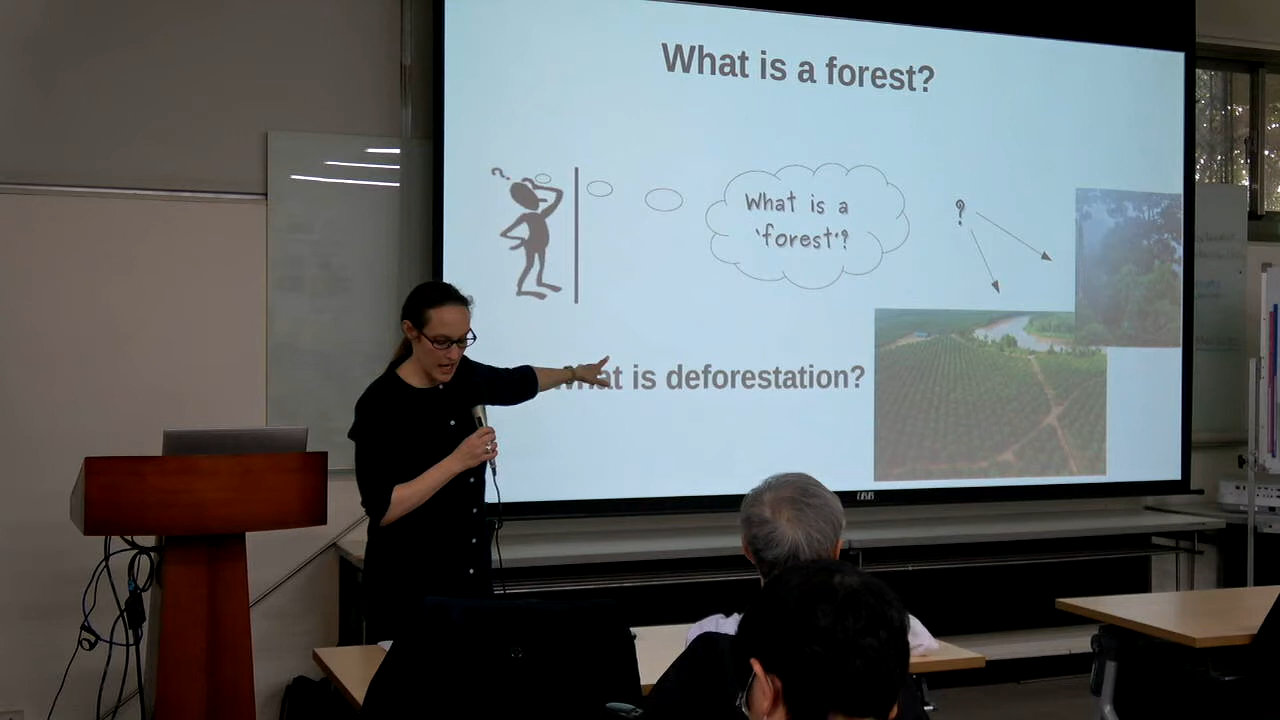 What is a forest?
?
What is a
'forest'?
?
What is deforestation?